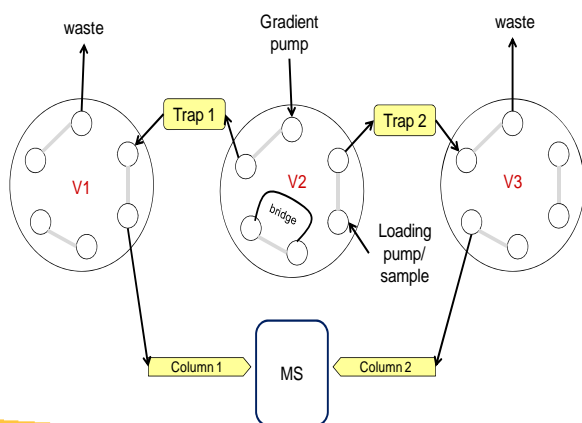 waste
Gradient
pump
waste
Trap 1
Trap 2
V1
V2
V3
bridge
Loading
pump/
sample
Column 1
MS
Column 2